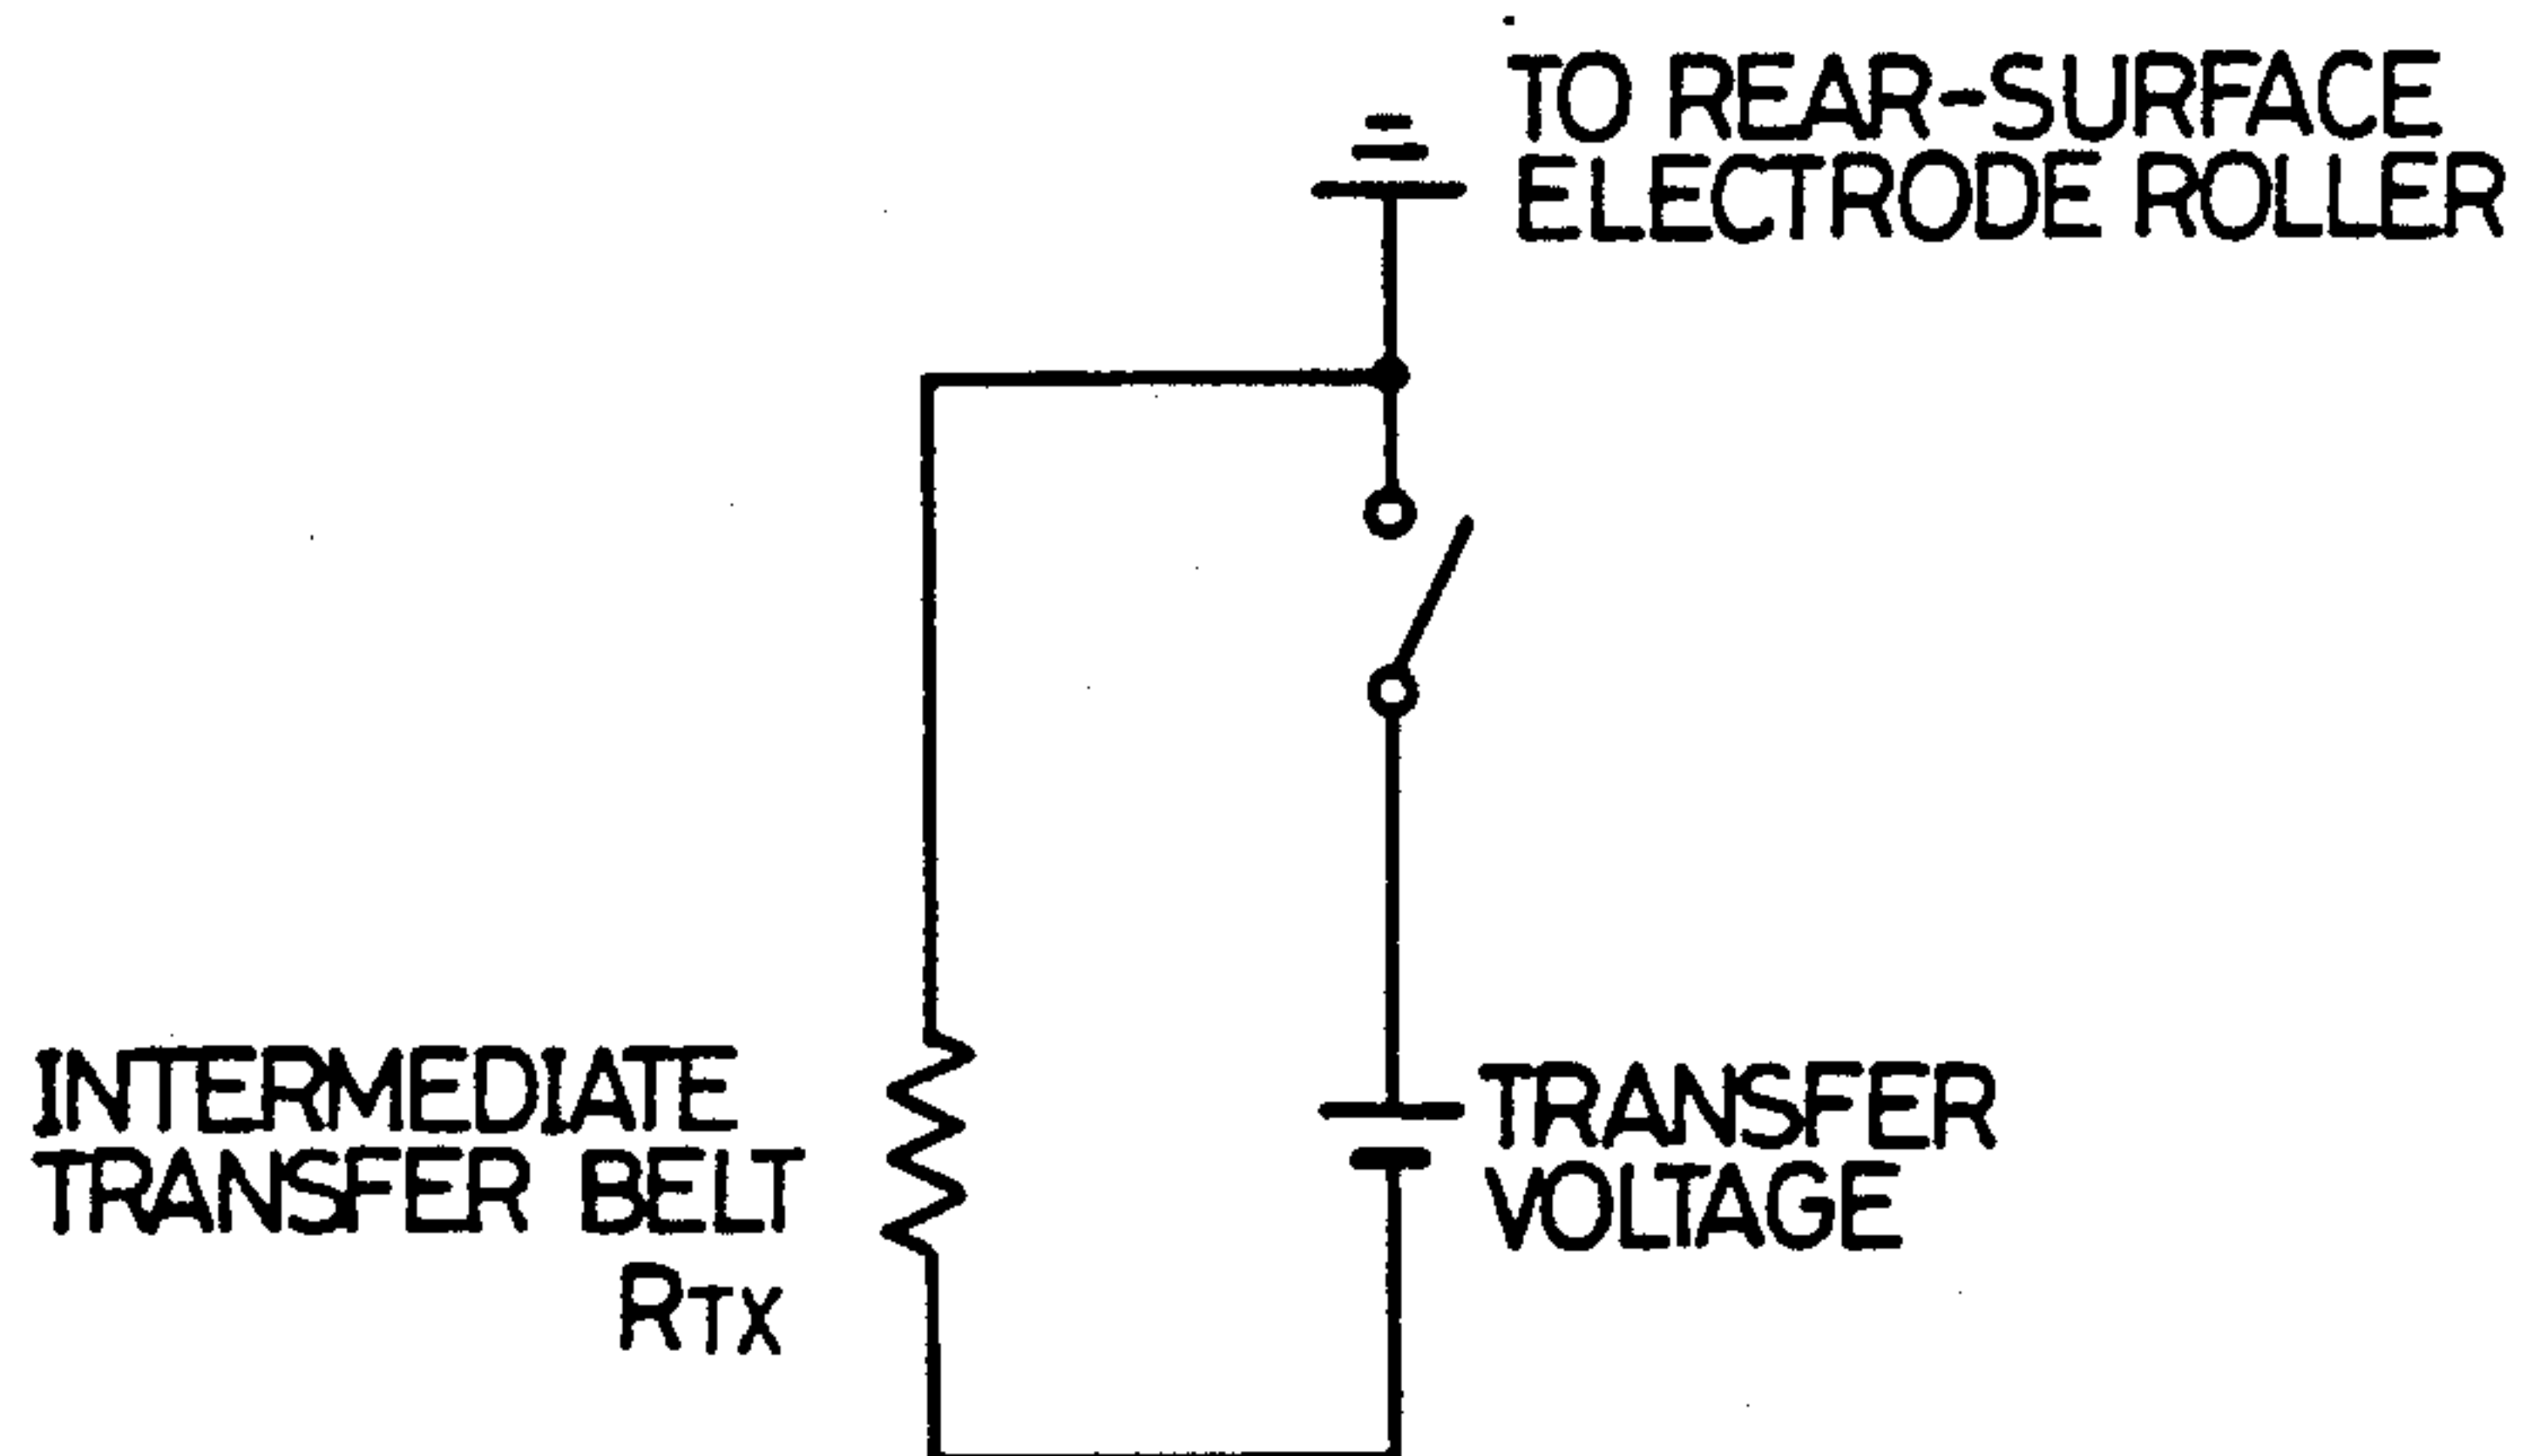 TO REAR-SURFACE
ELECTRODE ROLLER
INTERMEDIATE
TRANSFER BELT
RTX
TRANSFER
VOLTAGE